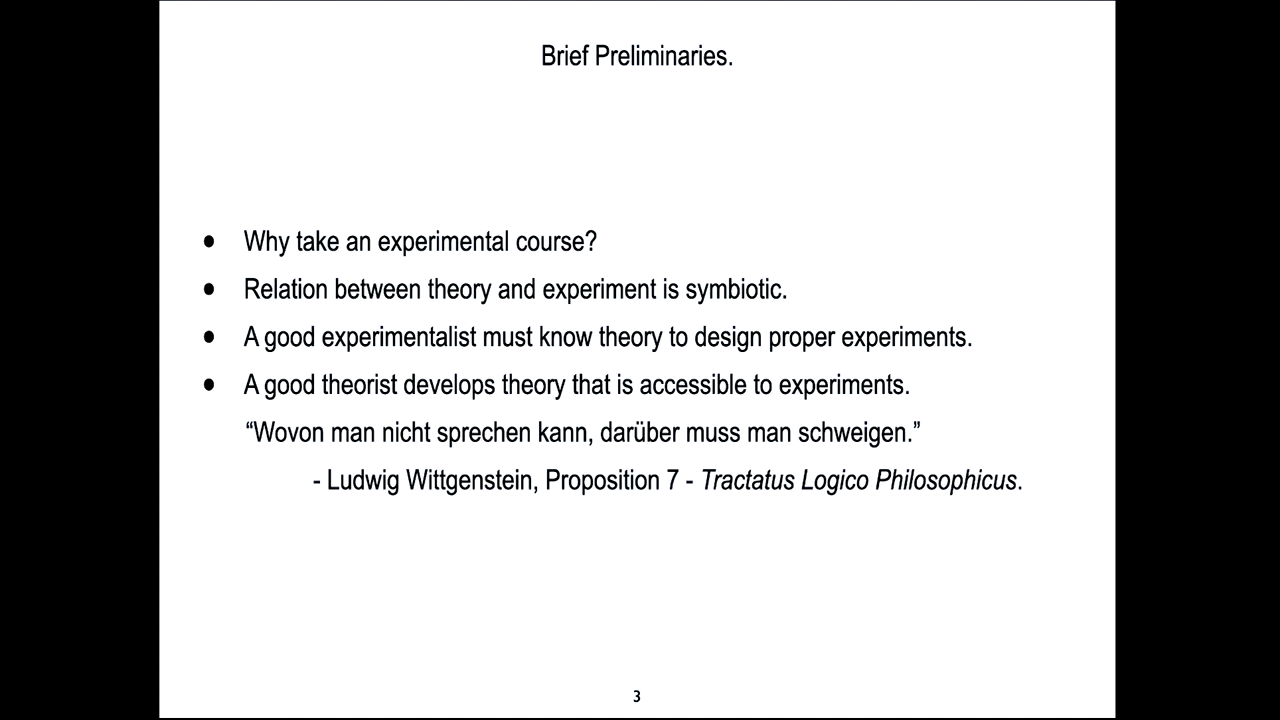 Brief Preliminaries.
● Why take an experimental course?
● Relation between theory and experiment is symbiotic.
● A good experimentalist must know theory to design proper experiments.
● A good theorist develops theory that is accessible to experiments.
“Wovon man nicht sprechen kann, darüber muss man schweigen.”
- Ludwig Wittgenstein, Proposition 7 - Tractatus Logico Philosophicus.
3